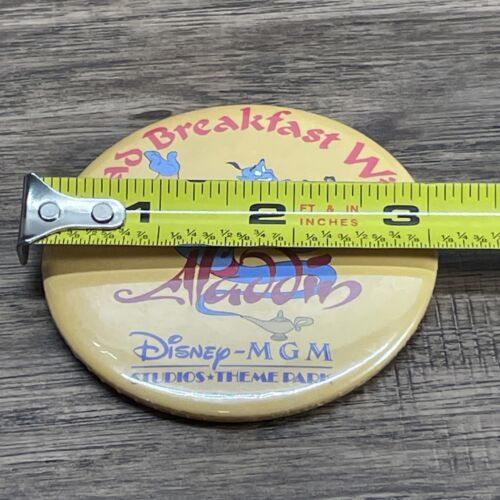 Breakfast
1 2 FT & IN INCHES 3
Aladdin
DISNEY-MGM
STUDIOS★THEME PARK